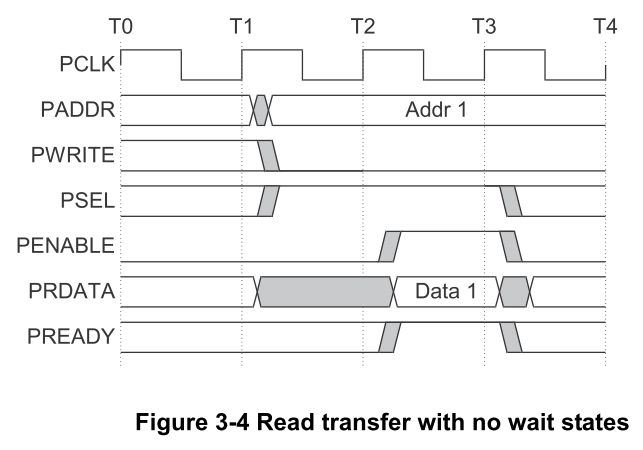 T0 T1 T2 T3 T4
PCLK
PADDR Addr 1
PWRITE
PSEL
PENABLE
PRDATA Data 1
PREADY
Figure 3-4 Read transfer with no wait states